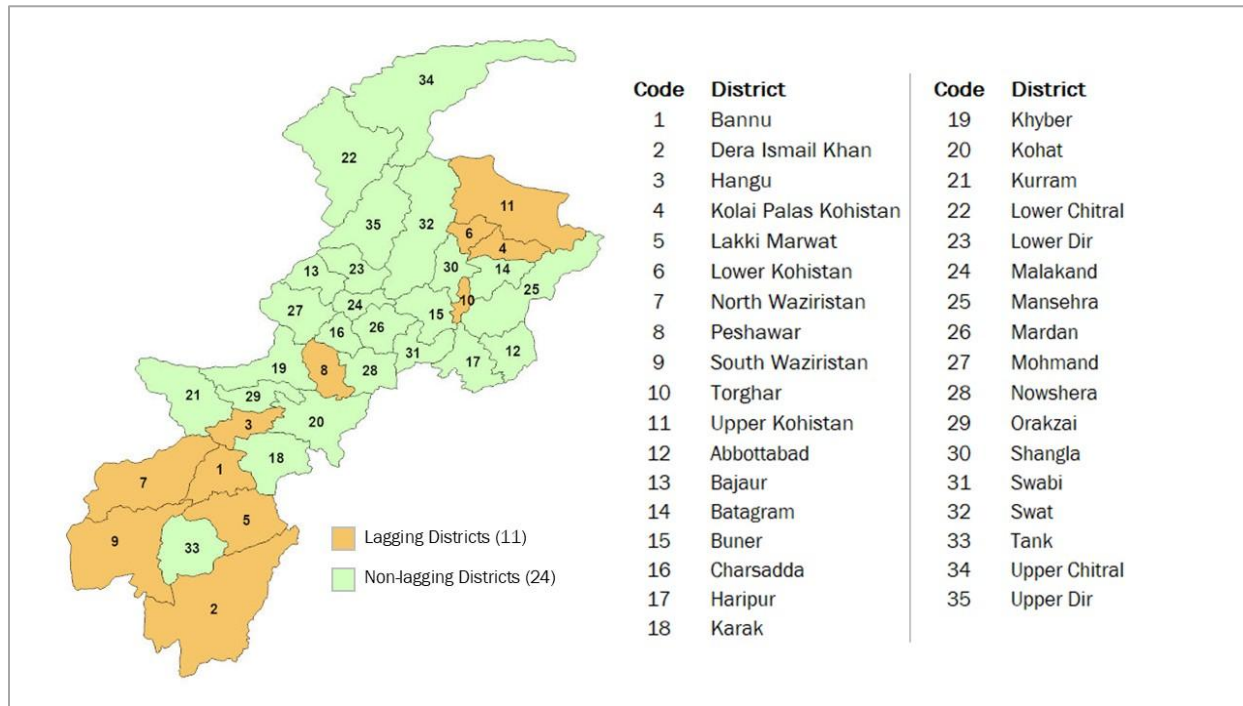 34
22
11
35
32
6
4
13
23
30
14
25
10
27
24
15
16
26
31
17
12
19
8
28
21
29
3
20
18
7
1
5
9
33
2
Lagging Districts (11)
Non-lagging Districts (24)
Code District
1 Bannu
2 Dera Ismail Khan
3 Hangu
4 Kolai Palas Kohistan
5 Lakki Marwat
6 Lower Kohistan
7 North Waziristan
8 Peshawar
9 South Waziristan
10 Torghar
11 Upper Kohistan
12 Abbottabad
13 Bajaur
14 Batagram
15 Buner
16 Charsadda
17 Haripur
18 Karak
Code District
19 Khyber
20 Kohat
21 Kurram
22 Lower Chitral
23 Lower Dir
24 Malakand
25 Mansehra
26 Mardan
27 Mohmand
28 Nowshera
29 Orakzai
30 Shangla
31 Swabi
32 Swat
33 Tank
34 Upper Chitral
35 Upper Dir